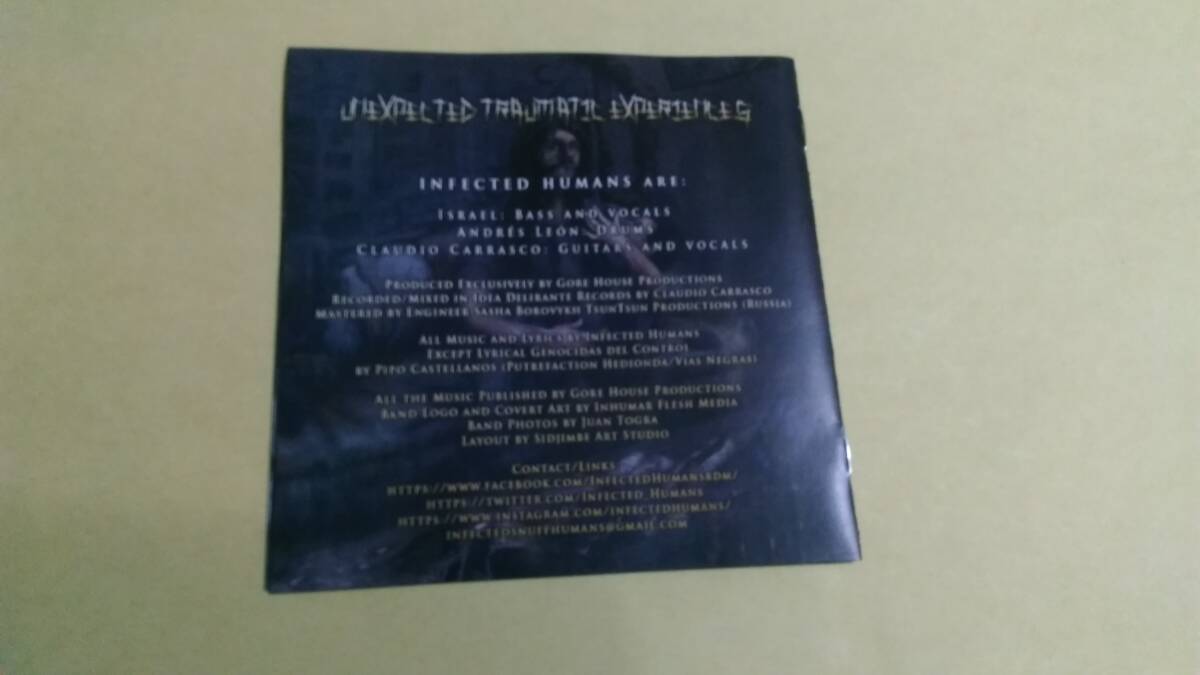 Unexpected Traumatic Experiences
Infected Humans are:
Israel: Bass and vocals
Andrés León: Drums
Claudio Carrasco: Guitars and vocals
Produced Exclusively by Gore House Productions
Recorded/Mixed in Idea Delirante Records by Claudio Carrasco
Mastered by Engineer Sasha Borovykh TsunTsun Productions (Russia)
All Music and Lyrics by Infected Humans
Except Lyrical Genocidas del Control
by Pipo Castellanos (Putrefaction Hedionda/Vias Negras)
All the Music Published by Gore House Productions
Band Logo and Covert Art by Inhumar Flesh Media
Band Photos by Juan Togra
Layout by Sidjimbe Art Studio
Contact/Links
https://www.facebook.com/InfectedHumansBDM/
https://twitter.com/Infected_Humans
https://www.instagram.com/infectedhumans/
infectedsnuffhumans@gmail.com